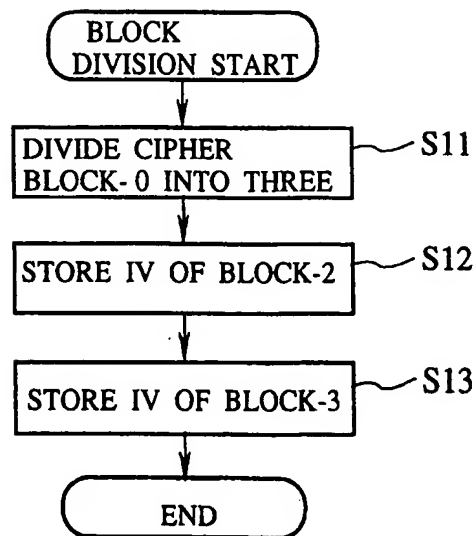 BLOCK
DIVISION START
DIVIDE CIPHER
BLOCK-0 INTO THREE
S11
STORE IV OF BLOCK-2
S12
STORE IV OF BLOCK-3
S13
END